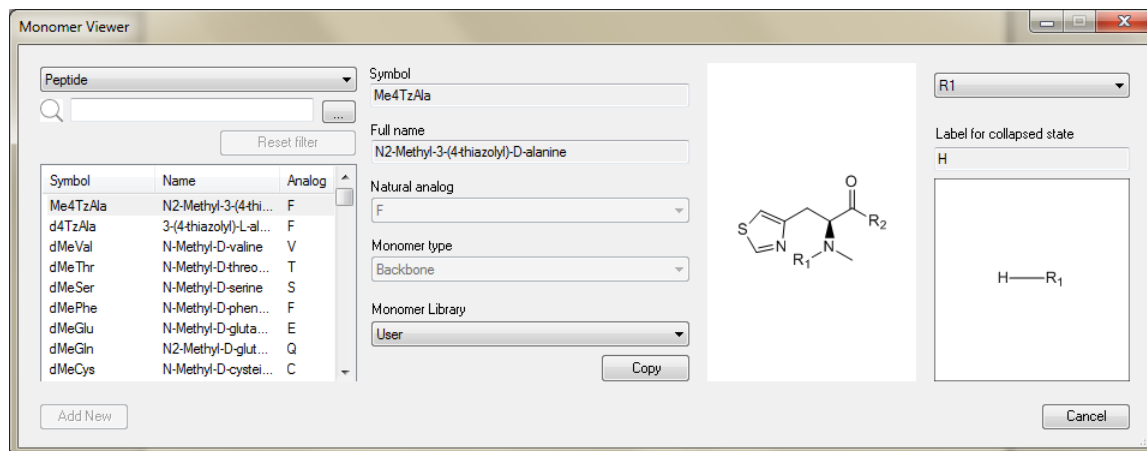 Monomer Viewer
Peptide
...
Reset filter
Symbol Name Analog
Me4TzAla N2-Methyl-3-(4-thi... F
d4TzAla 3-(4-thiazolyl)-L-al... F
dMeVal N-Methyl-D-valine V
dMeThr N-Methyl-D-threo... T
dMeSer N-Methyl-D-serine S
dMePhe N-Methyl-D-phen... F
dMeGlu N-Methyl-D-gluta... E
dMeGln N2-Methyl-D-glut... Q
dMeCys N-Methyl-D-cystei... C
Add New
Symbol
Me4TzAla
Full name
N2-Methyl-3-(4-thiazolyl)-D-alanine
Natural analog
F
Monomer type
Backbone
Monomer Library
User
Copy
O
R2
S
N
N
R1
R1
Label for collapsed state
H
H R1
Cancel